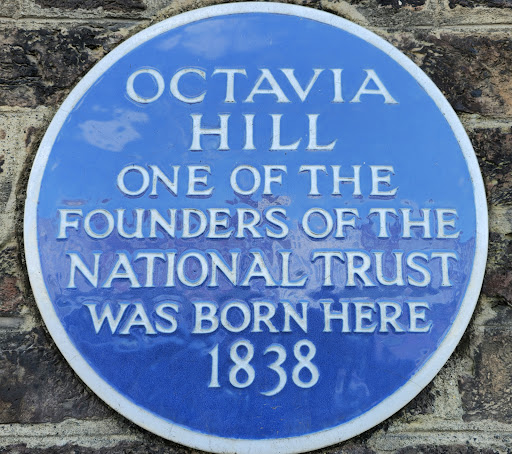 OCTAVIA
HILL
ONE OF THE
FOUNDERS OF THE
NATIONAL TRUST
WAS BORN HERE
1838